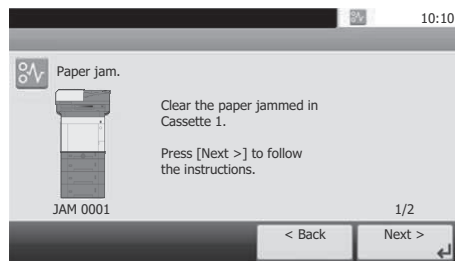 10:10
Paper jam.
Clear the paper jammed in
Cassette 1.
Press [Next >] to follow
the instructions.
JAM 0001
1/2
< Back
Next >